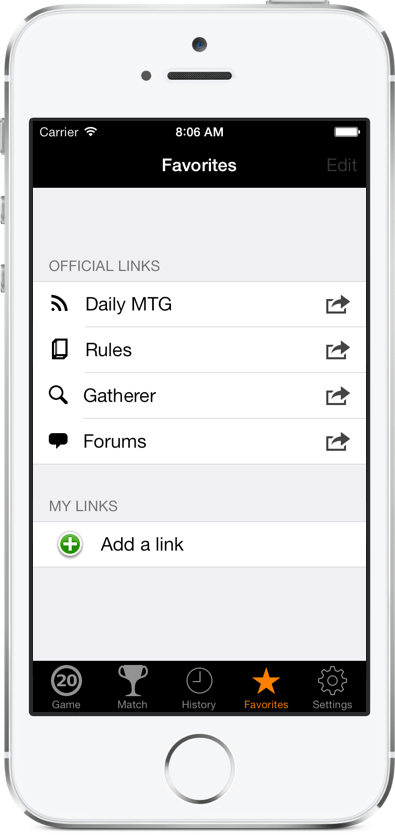 Carrier 8:06 AM
Favorites Edit
OFFICIAL LINKS
Daily MTG
Rules
Gatherer
Forums
MY LINKS
Add a link
20
Game Match History Favorites Settings